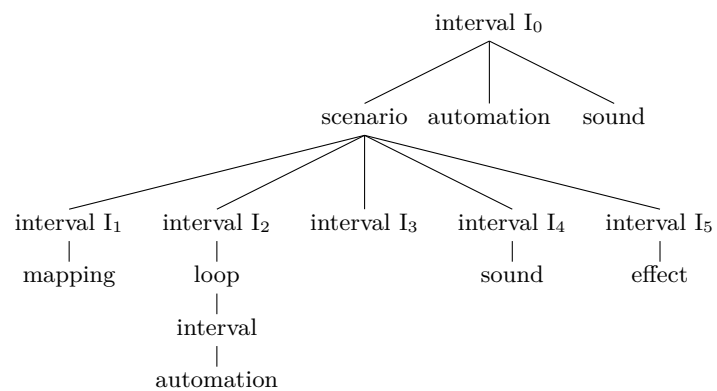 interval I₀
scenario automation sound
interval I₁ interval I₂ interval I₃ interval I₄ interval I₅
mapping loop sound effect
interval
automation